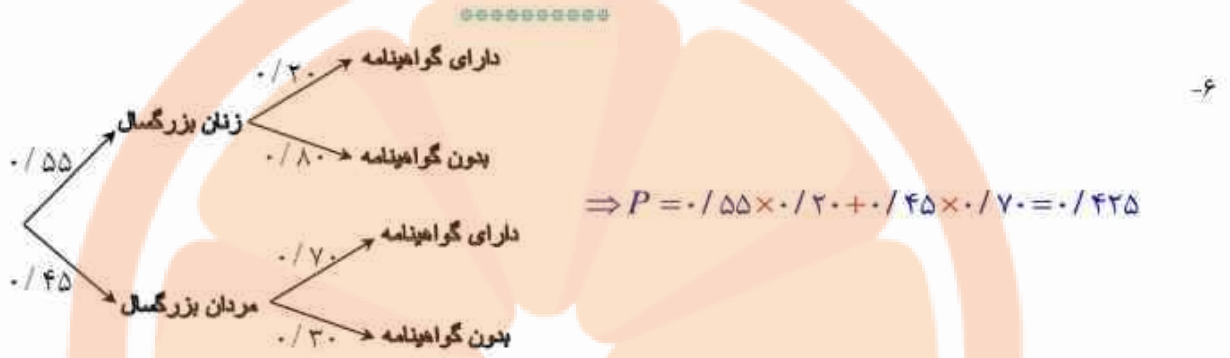 -۶
دارای گواهینامه
۰/۲۰
زنان بزرگسال
۰/۵۵
۰/۸۰
بدون گواهینامه
⇒P=۰/۵۵×۰/۲۰+۰/۴۵×۰/۷۰=۰/۴۲۵
دارای گواهینامه
۰/۷۰
۰/۴۵
مردان بزرگسال
۰/۳۰
بدون گواهینامه